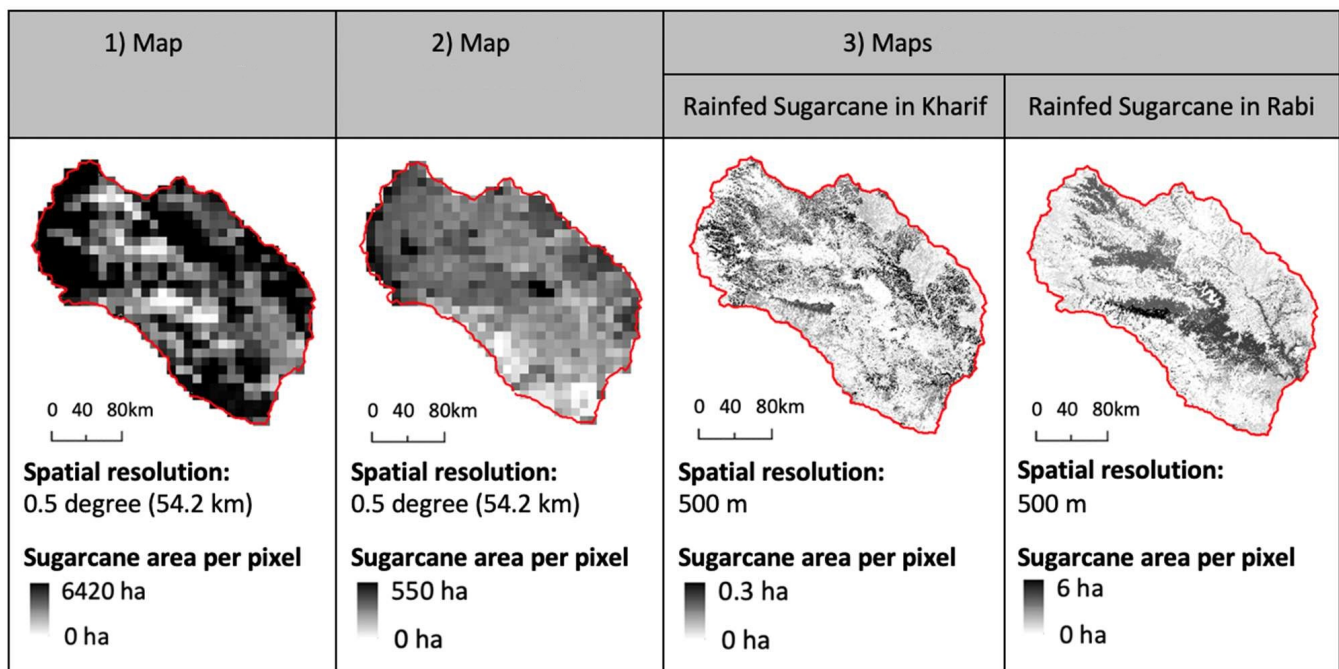 1) Map
2) Map
3) Maps
Rainfed Sugarcane in Kharif
Rainfed Sugarcane in Rabi
0 40 80km
Spatial resolution:
0.5 degree (54.2 km)
Sugarcane area per pixel
6420 ha
0 ha
0 40 80km
Spatial resolution:
0.5 degree (54.2 km)
Sugarcane area per pixel
550 ha
0 ha
0 40 80km
Spatial resolution:
500 m
Sugarcane area per pixel
0.3 ha
0 ha
0 40 80km
Spatial resolution:
500 m
Sugarcane area per pixel
6 ha
0 ha